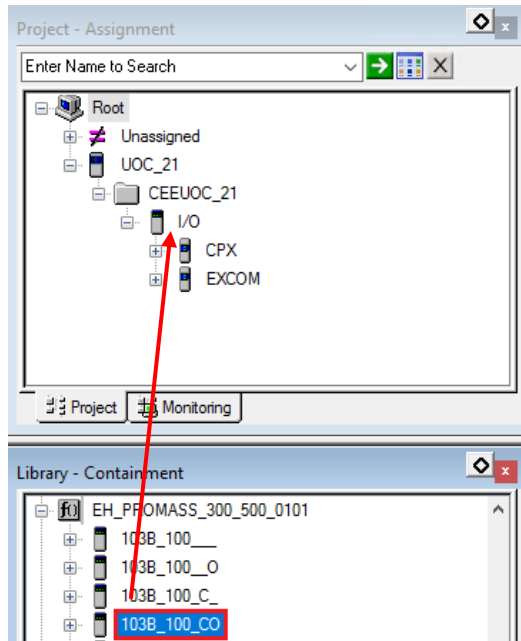 Project - Assignment
Enter Name to Search
Root
Unassigned
UOC_21
CEEUOC_21
I/O
CPX
EXCOM
Project Monitoring
Library - Containment
f() EH_PROMASS_300_500_0101
103B_100___
103B_100__O
103B_100_C_
103B_100_CO